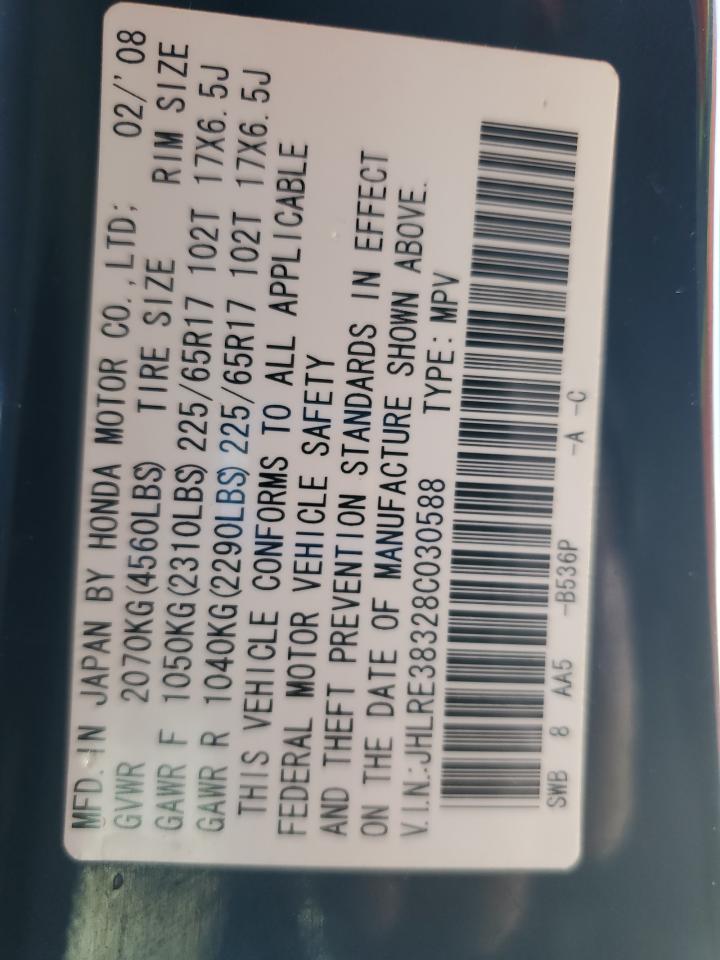 MFD. IN JAPAN BY HONDA MOTOR CO., LTD; 02/'08
GVWR 2070KG(4560LBS) TIRE SIZE RIM SIZE
GAWR F 1050KG(2310LBS) 225/65R17 102T 17X6.5J
GAWR R 1040KG(2290LBS) 225/65R17 102T 17X6.5J
THIS VEHICLE CONFORMS TO ALL APPLICABLE
FEDERAL MOTOR VEHICLE SAFETY
AND THEFT PREVENTION STANDARDS IN EFFECT
ON THE DATE OF MANUFACTURE SHOWN ABOVE.
V.I.N.:JHLRE38328C030588 TYPE: MPV
SWB 8 AA5 -B536P -A -C